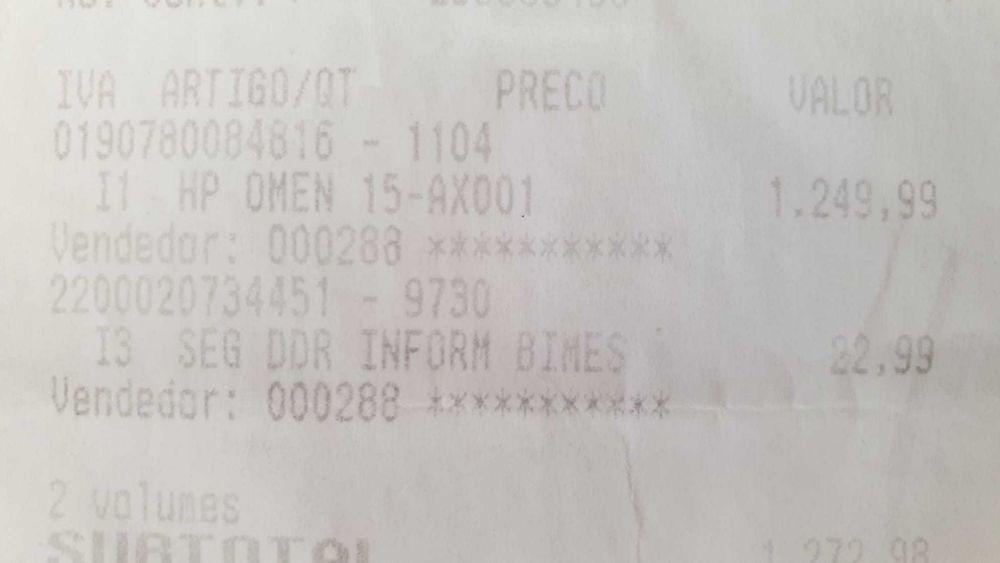 IVA ARTIGO/QT PRECO VALOR
0190780084816 - 1104
I1 HP OMEN 15-AX001 1.249,99
Vendedor: 000288 ***********
2200020734451 - 9730
I3 SEG DDR INFORM BIMES 22,99
Vendedor: 000288 ***********
2 volumes
SUBTOTAL 1.272,98